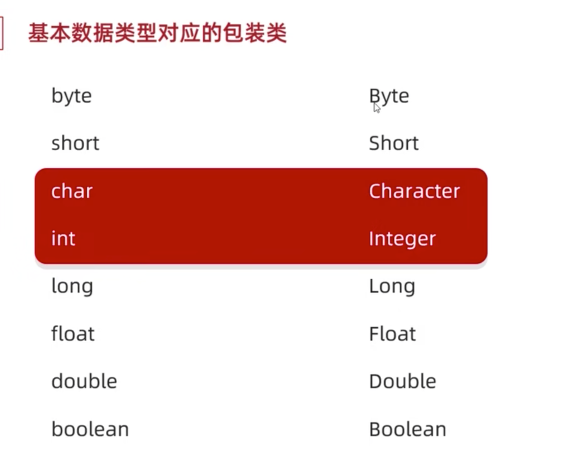 基本数据类型对应的包装类
byte Byte
short Short
char Character
int Integer
long Long
float Float
double Double
boolean Boolean